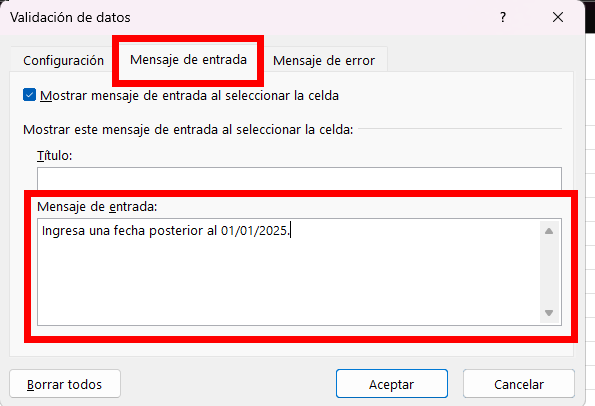 Validación de datos
?
Configuración
Mensaje de entrada
Mensaje de error
Mostrar mensaje de entrada al seleccionar la celda
Mostrar este mensaje de entrada al seleccionar la celda:
Título:
Mensaje de entrada:
Ingresa una fecha posterior al 01/01/2025.
Borrar todos
Aceptar
Cancelar